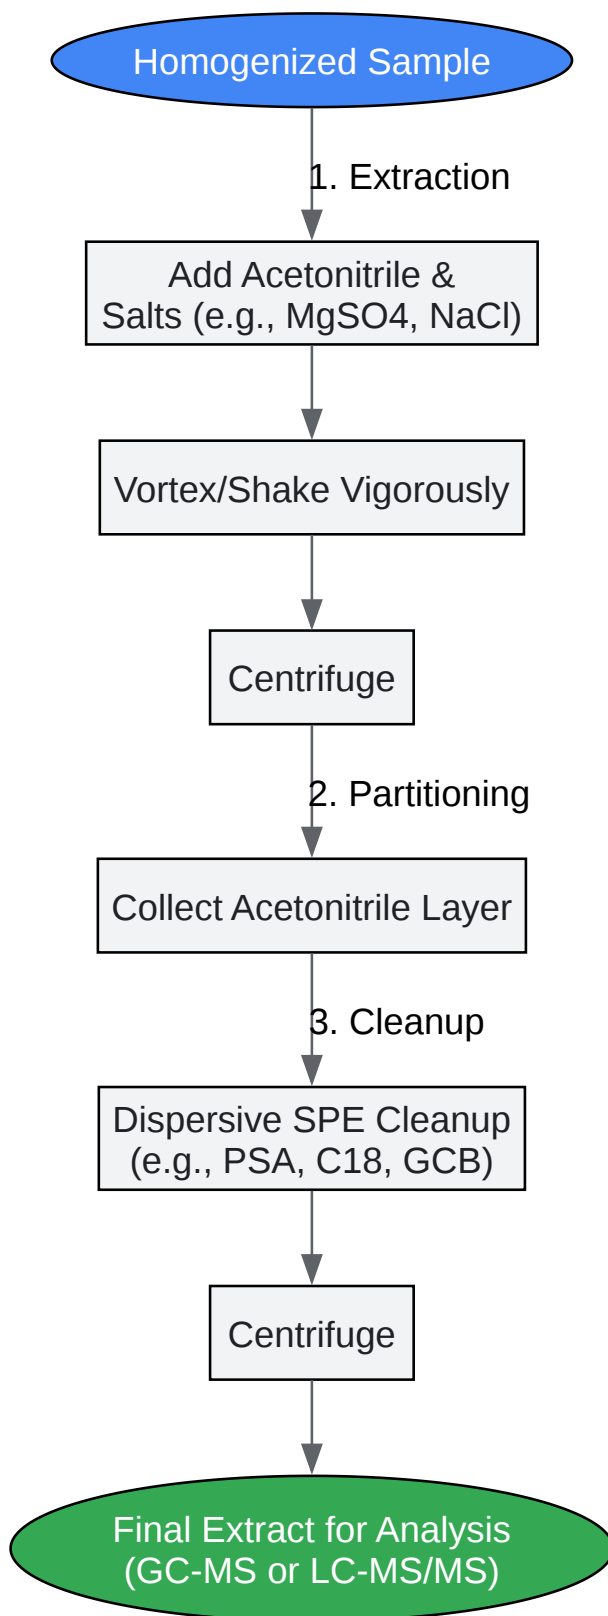 Homogenized Sample
1. Extraction
Add Acetonitrile &
Salts (e.g., MgSO4, NaCl)
Vortex/Shake Vigorously
Centrifuge
2. Partitioning
Collect Acetonitrile Layer
3. Cleanup
Dispersive SPE Cleanup
(e.g., PSA, C18, GCB)
Centrifuge
Final Extract for Analysis
(GC-MS or LC-MS/MS)